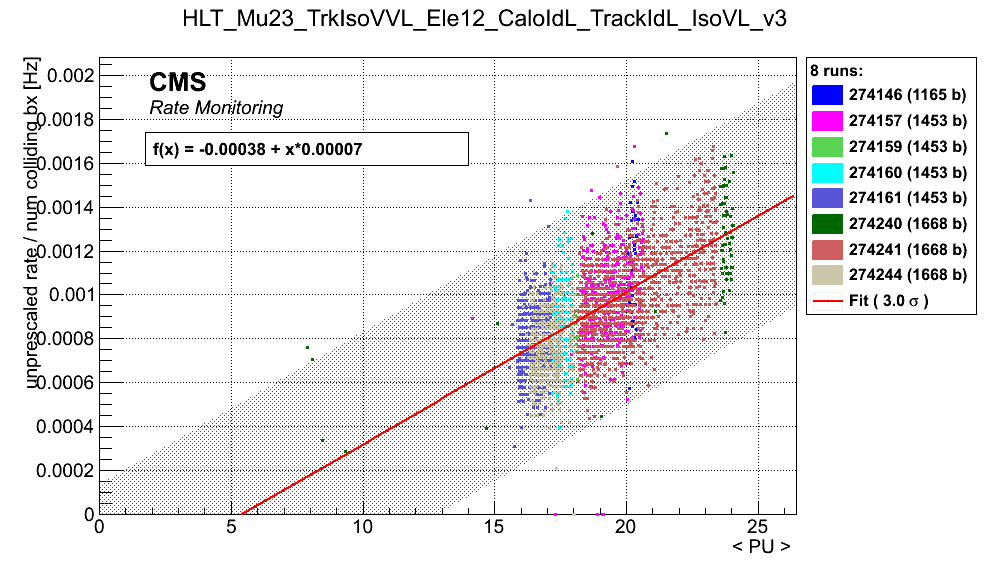 HLT_Mu23_TrkIsoVVL_Ele12_CaloIdL_TrackIdL_IsoVL_v3
unprescaled rate / num colliding bx [Hz]
0.002
0.0018
0.0016
0.0014
0.0012
0.001
0.0008
0.0006
0.0004
0.0002
0
CMS
Rate Monitoring
f(x) = -0.00038 + x*0.00007
0 5 10 15 20 25
< PU >
8 runs:
274146 (1165 b)
274157 (1453 b)
274159 (1453 b)
274160 (1453 b)
274161 (1453 b)
274240 (1668 b)
274241 (1668 b)
274244 (1668 b)
Fit ( 3.0 σ )